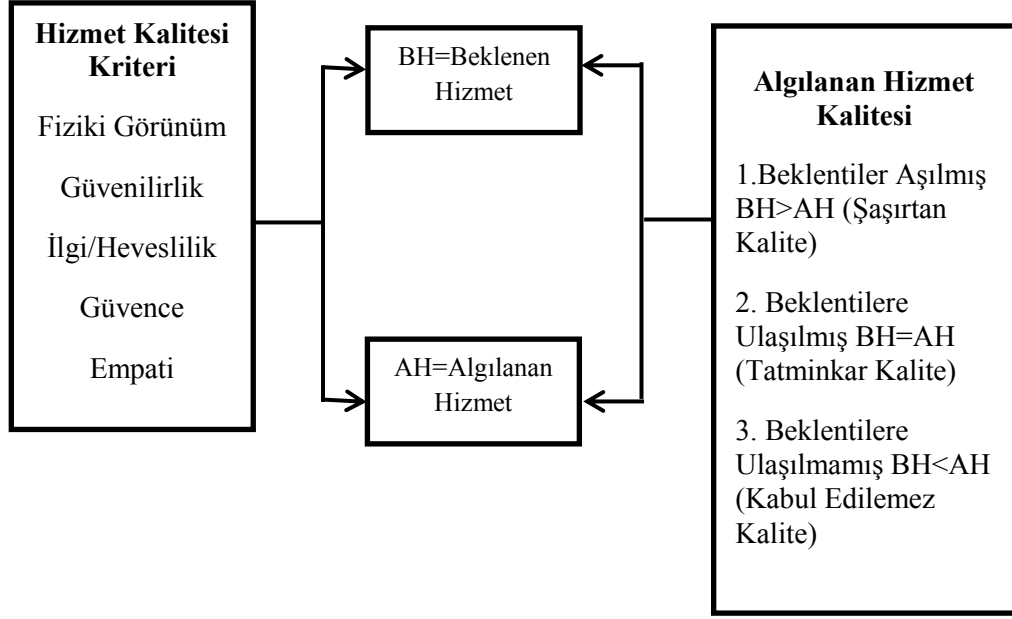 Hizmet Kalitesi
Kriteri
Fiziki Görünüm
Güvenilirlik
İlgi/Heveslilik
Güvence
Empati
BH=Beklenen
Hizmet
AH=Algılanan
Hizmet
Algılanan Hizmet
Kalitesi
1.Beklentiler Aşılmış
BH>AH (Şaşırtan
Kalite)
2. Beklentilere
Ulaşılmış BH=AH
(Tatminkar Kalite)
3. Beklentilere
Ulaşılmamış BH<AH
(Kabul Edilemez
Kalite)